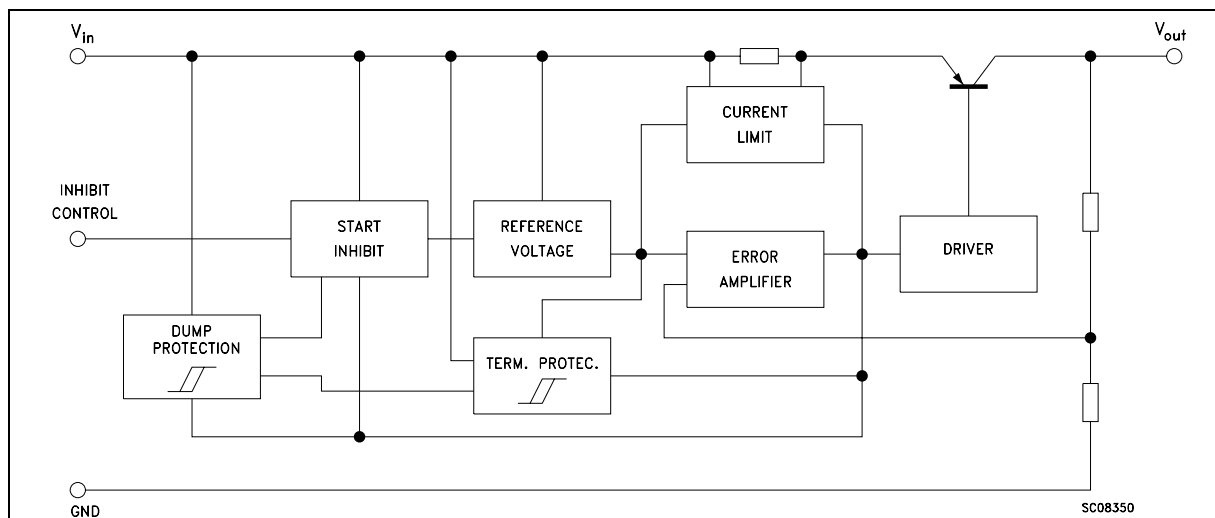 Vin
Vout
CURRENT
LIMIT
INHIBIT
CONTROL
START
INHIBIT
REFERENCE
VOLTAGE
ERROR
AMPLIFIER
DRIVER
DUMP
PROTECTION
TERM. PROTEC.
GND
SC08350